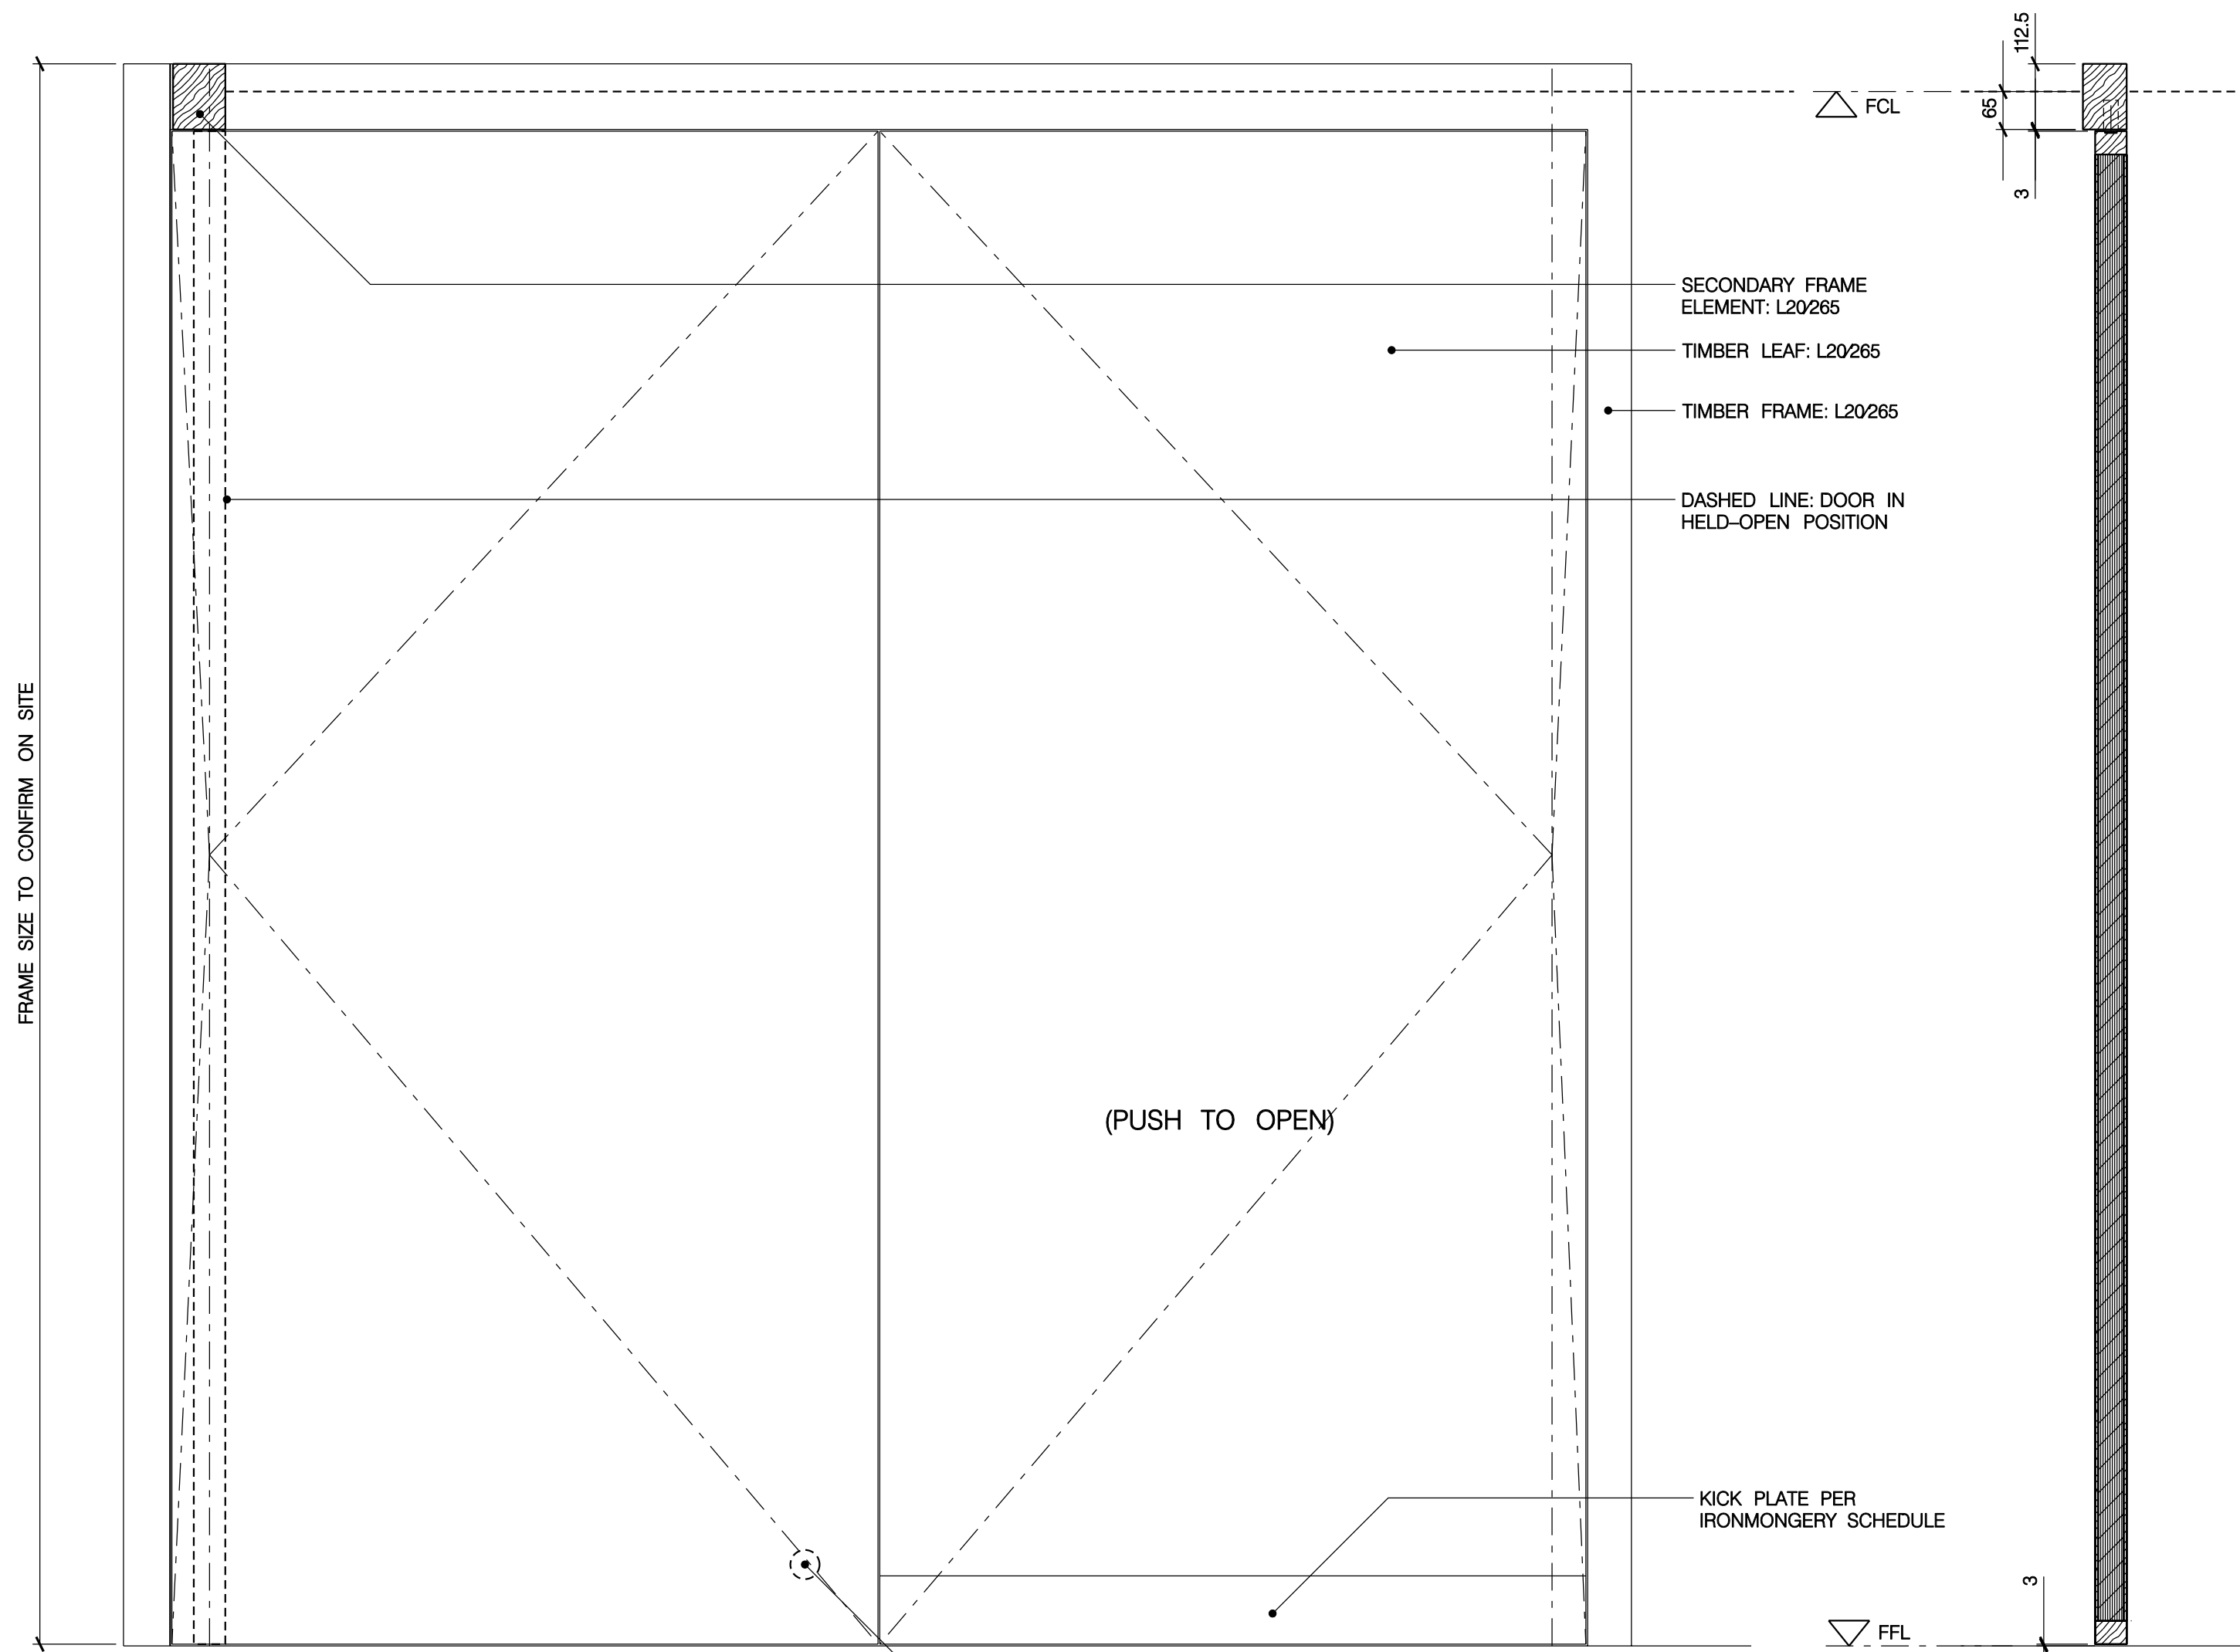 112.5
65
FCL
3
SECONDARY FRAME
ELEMENT: L20/265
TIMBER LEAF: L20/265
TIMBER FRAME: L20/265
DASHED LINE: DOOR IN
HELD–OPEN POSITION
FRAME SIZE TO CONFIRM ON SITE
(PUSH TO OPEN)
KICK PLATE PER
IRONMONGERY SCHEDULE
3
FFL